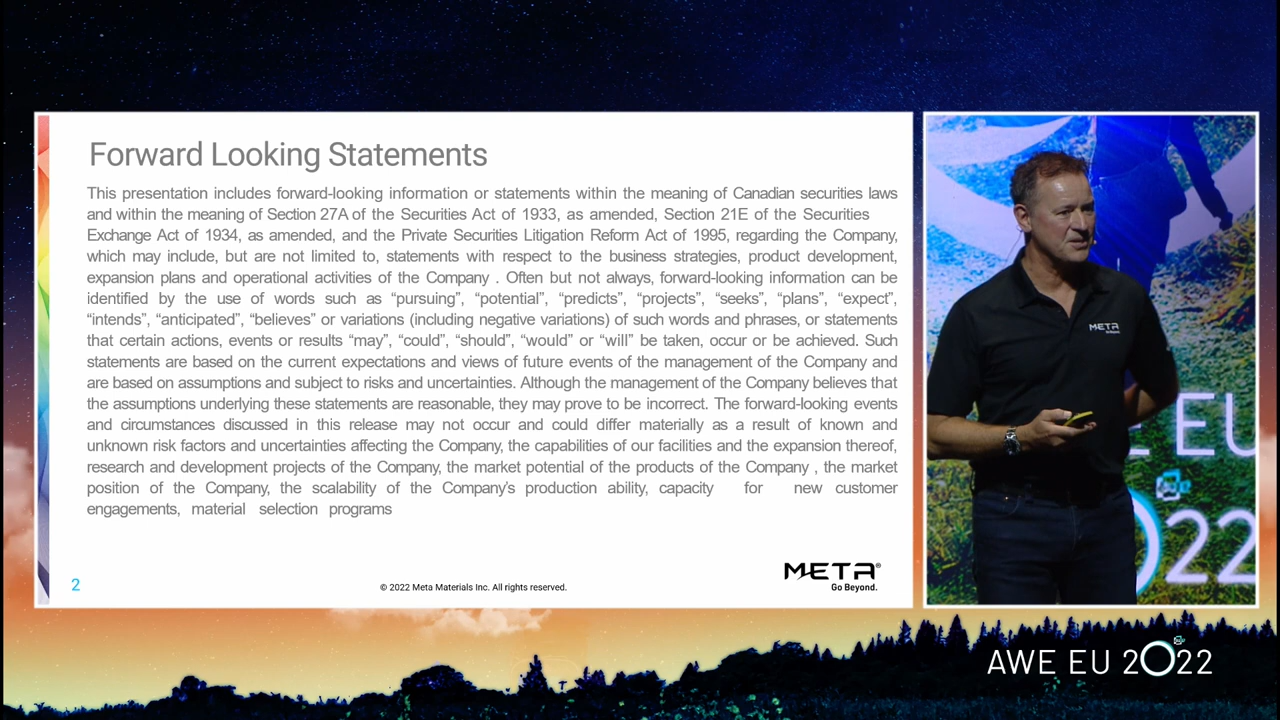 Forward Looking Statements
This presentation includes forward-looking information or statements within the meaning of Canadian securities laws
and within the meaning of Section 27A of the Securities Act of 1933, as amended, Section 21E of the Securities
Exchange Act of 1934, as amended, and the Private Securities Litigation Reform Act of 1995, regarding the Company,
which may include, but are not limited to, statements with respect to the business strategies, product development,
expansion plans and operational activities of the Company . Often but not always, forward-looking information can be
identified by the use of words such as “pursuing”, “potential”, “predicts”, “projects”, “seeks”, “plans”, “expect”,
“intends”, “anticipated”, “believes” or variations (including negative variations) of such words and phrases, or statements
that certain actions, events or results “may”, “could”, “should”, “would” or “will” be taken, occur or be achieved. Such
statements are based on the current expectations and views of future events of the management of the Company and
are based on assumptions and subject to risks and uncertainties. Although the management of the Company believes that
the assumptions underlying these statements are reasonable, they may prove to be incorrect. The forward-looking events
and circumstances discussed in this release may not occur and could differ materially as a result of known and
unknown risk factors and uncertainties affecting the Company, the capabilities of our facilities and the expansion thereof,
research and development projects of the Company, the market potential of the products of the Company , the market
position of the Company, the scalability of the Company’s production ability, capacity for new customer
engagements, material selection programs
2
© 2022 Meta Materials Inc. All rights reserved.
META®
Go Beyond.
META
Go Beyond.
E EU
022
AWE EU 2022